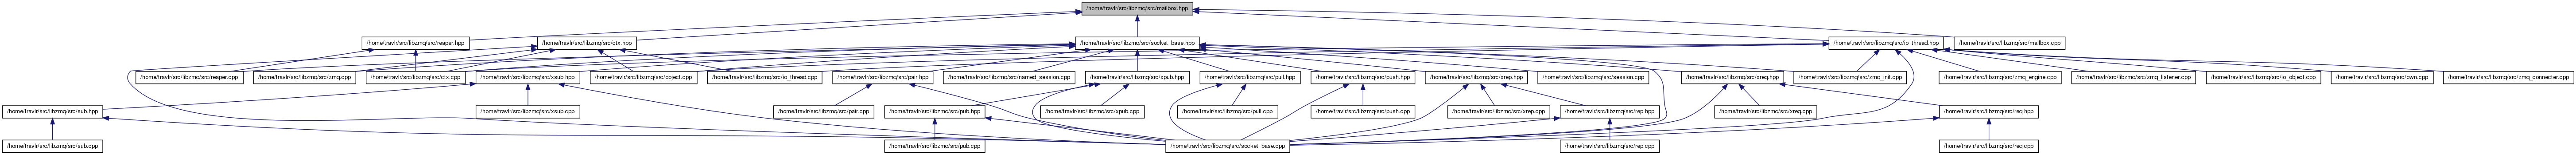 /home/travlr/src/libzmq/src/mailbox.hpp
/home/travlr/src/libzmq/src/reaper.hpp
/home/travlr/src/libzmq/src/ctx.hpp
/home/travlr/src/libzmq/src/socket_base.hpp
/home/travlr/src/libzmq/src/io_thread.hpp
/home/travlr/src/libzmq/src/mailbox.cpp
/home/travlr/src/libzmq/src/reaper.cpp
/home/travlr/src/libzmq/src/zmq.cpp
/home/travlr/src/libzmq/src/ctx.cpp
/home/travlr/src/libzmq/src/xsub.hpp
/home/travlr/src/libzmq/src/object.cpp
/home/travlr/src/libzmq/src/io_thread.cpp
/home/travlr/src/libzmq/src/pair.hpp
/home/travlr/src/libzmq/src/named_session.cpp
/home/travlr/src/libzmq/src/xpub.hpp
/home/travlr/src/libzmq/src/pull.hpp
/home/travlr/src/libzmq/src/push.hpp
/home/travlr/src/libzmq/src/xrep.hpp
/home/travlr/src/libzmq/src/session.cpp
/home/travlr/src/libzmq/src/xreq.hpp
/home/travlr/src/libzmq/src/zmq_init.cpp
/home/travlr/src/libzmq/src/zmq_engine.cpp
/home/travlr/src/libzmq/src/zmq_listener.cpp
/home/travlr/src/libzmq/src/io_object.cpp
/home/travlr/src/libzmq/src/own.cpp
/home/travlr/src/libzmq/src/zmq_connecter.cpp
/home/travlr/src/libzmq/src/sub.hpp
/home/travlr/src/libzmq/src/xsub.cpp
/home/travlr/src/libzmq/src/pair.cpp
/home/travlr/src/libzmq/src/pub.hpp
/home/travlr/src/libzmq/src/xpub.cpp
/home/travlr/src/libzmq/src/pull.cpp
/home/travlr/src/libzmq/src/push.cpp
/home/travlr/src/libzmq/src/xrep.cpp
/home/travlr/src/libzmq/src/rep.hpp
/home/travlr/src/libzmq/src/xreq.cpp
/home/travlr/src/libzmq/src/req.hpp
/home/travlr/src/libzmq/src/sub.cpp
/home/travlr/src/libzmq/src/pub.cpp
/home/travlr/src/libzmq/src/socket_base.cpp
/home/travlr/src/libzmq/src/rep.cpp
/home/travlr/src/libzmq/src/req.cpp